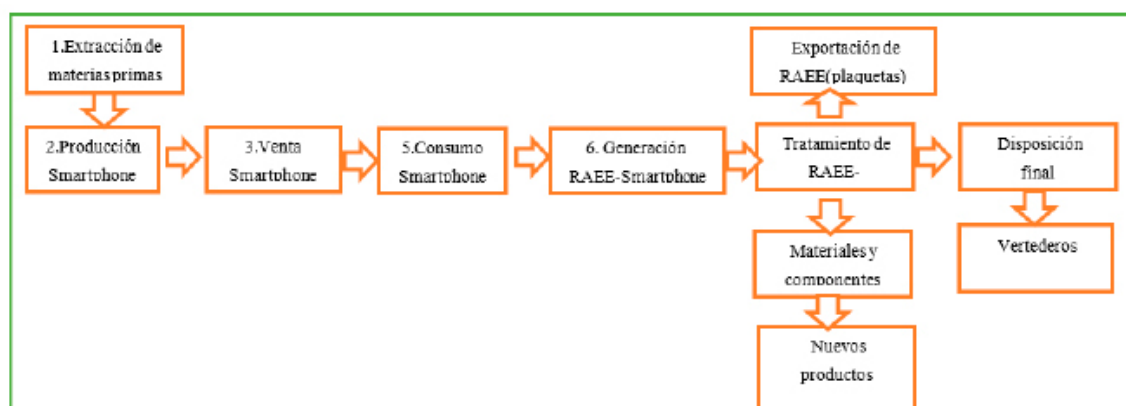 1.Extracción de
materias primas
2.Producción
Smartphone
3.Venta
Smartphone
5.Consumo
Smartphone
6. Generación
RAEE-Smartphone
Exportación de
RAEE(plaquetas)
Tratamiento de
RAEE-
Disposición
final
Materiales y
componentes
Vertederos
Nuevos
productos